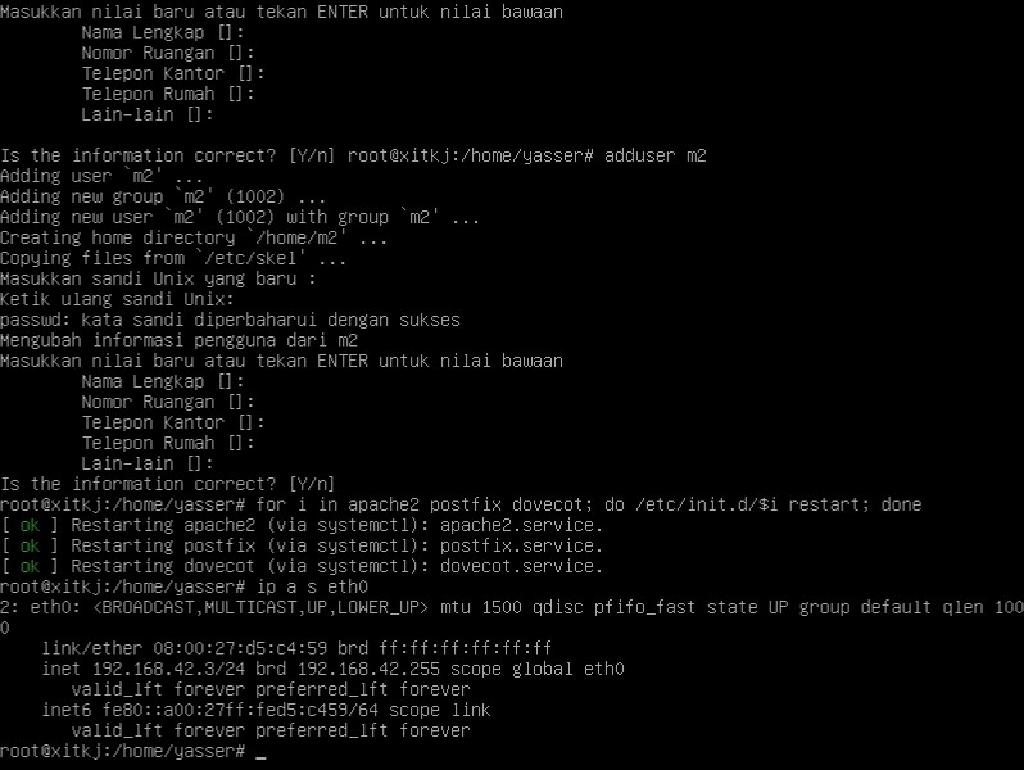 Masukkan nilai baru atau tekan ENTER untuk nilai bawaan
Nama Lengkap []:
Nomor Ruangan []:
Telepon Kantor []:
Telepon Rumah []:
Lain-lain []:
Is the information correct? [Y/n] root@xitkj:/home/yasser# adduser m2
Adding user `m2' ...
Adding new group `m2' (1002) ...
Adding new user `m2' (1002) with group `m2' ...
Creating home directory `/home/m2' ...
Copying files from `/etc/skel' ...
Masukkan sandi Unix yang baru :
Ketik ulang sandi Unix:
passwd: kata sandi diperbaharui dengan sukses
Mengubah informasi pengguna dari m2
Masukkan nilai baru atau tekan ENTER untuk nilai bawaan
Nama Lengkap []:
Nomor Ruangan []:
Telepon Kantor []:
Telepon Rumah []:
Lain-lain []:
Is the information correct? [Y/n]
root@xitkj:/home/yasser# for i in apache2 postfix dovecot; do /etc/init.d/$i restart; done
[ ok ] Restarting apache2 (via systemctl): apache2.service.
[ ok ] Restarting postfix (via systemctl): postfix.service.
[ ok ] Restarting dovecot (via systemctl): dovecot.service.
root@xitkj:/home/yasser# ip a s eth0
2: eth0: <BROADCAST,MULTICAST,UP,LOWER_UP> mtu 1500 qdisc pfifo_fast state UP group default qlen 100
0
link/ether 08:00:27:d5:c4:59 brd ff:ff:ff:ff:ff:ff
inet 192.168.42.3/24 brd 192.168.42.255 scope global eth0
valid_lft forever preferred_lft forever
inet6 fe80::a00:27ff:fed5:c459/64 scope link
valid_lft forever preferred_lft forever
root@xitkj:/home/yasser# _